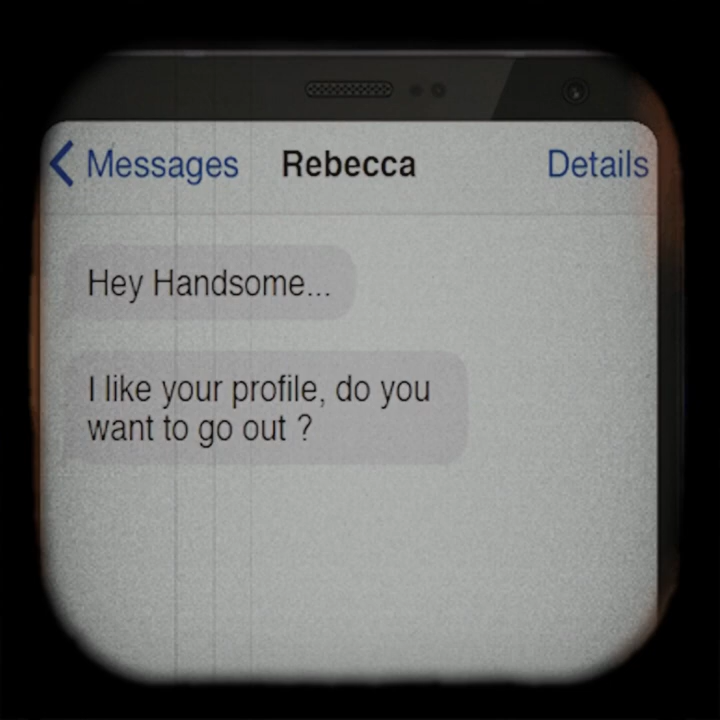 Messages Rebecca Details
Hey Handsome...
I like your profile, do you
want to go out ?